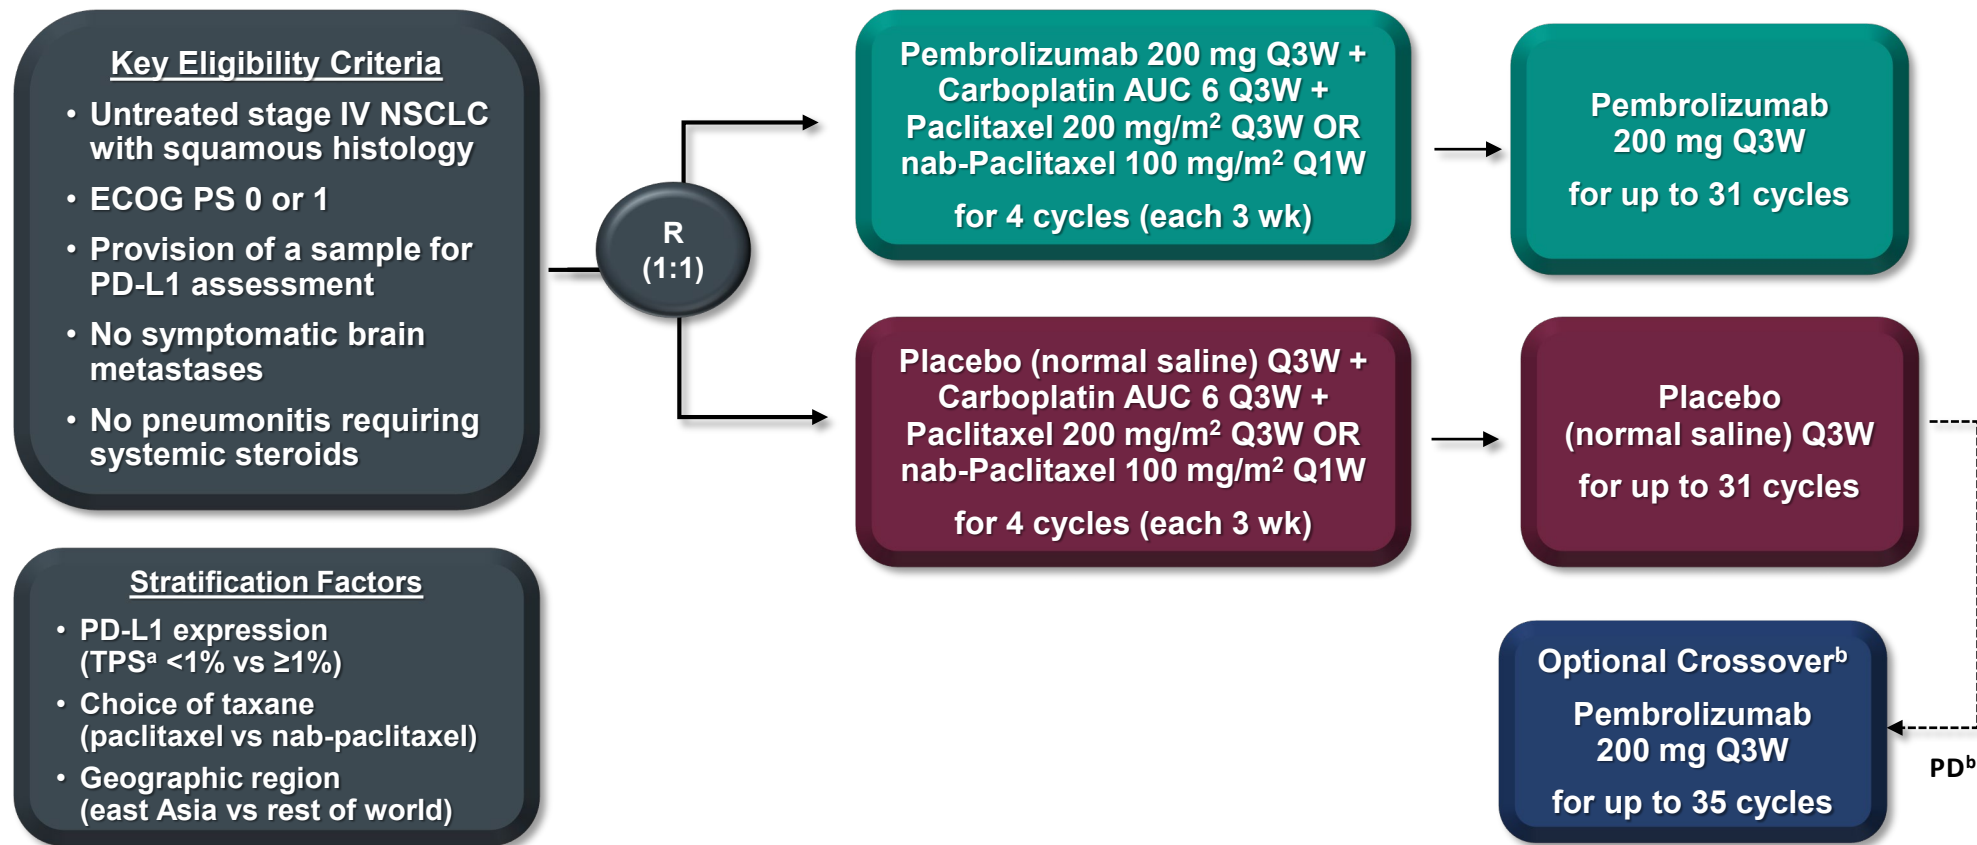 Key Eligibility Criteria
• Untreated stage IV NSCLC
with squamous histology
• ECOG PS 0 or 1
• Provision of a sample for
PD-L1 assessment
• No symptomatic brain
metastases
• No pneumonitis requiring
systemic steroids
Stratification Factors
• PD-L1 expression
(TPSᵃ <1% vs ≥1%)
• Choice of taxane
(paclitaxel vs nab-paclitaxel)
• Geographic region
(east Asia vs rest of world)
R
(1:1)
Pembrolizumab 200 mg Q3W +
Carboplatin AUC 6 Q3W +
Paclitaxel 200 mg/m² Q3W OR
nab-Paclitaxel 100 mg/m² Q1W
for 4 cycles (each 3 wk)
Pembrolizumab
200 mg Q3W
for up to 31 cycles
Placebo (normal saline) Q3W +
Carboplatin AUC 6 Q3W +
Paclitaxel 200 mg/m² Q3W OR
nab-Paclitaxel 100 mg/m² Q1W
for 4 cycles (each 3 wk)
Placebo
(normal saline) Q3W
for up to 31 cycles
Optional Crossoverᵇ
Pembrolizumab
200 mg Q3W
for up to 35 cycles
PDᵇ